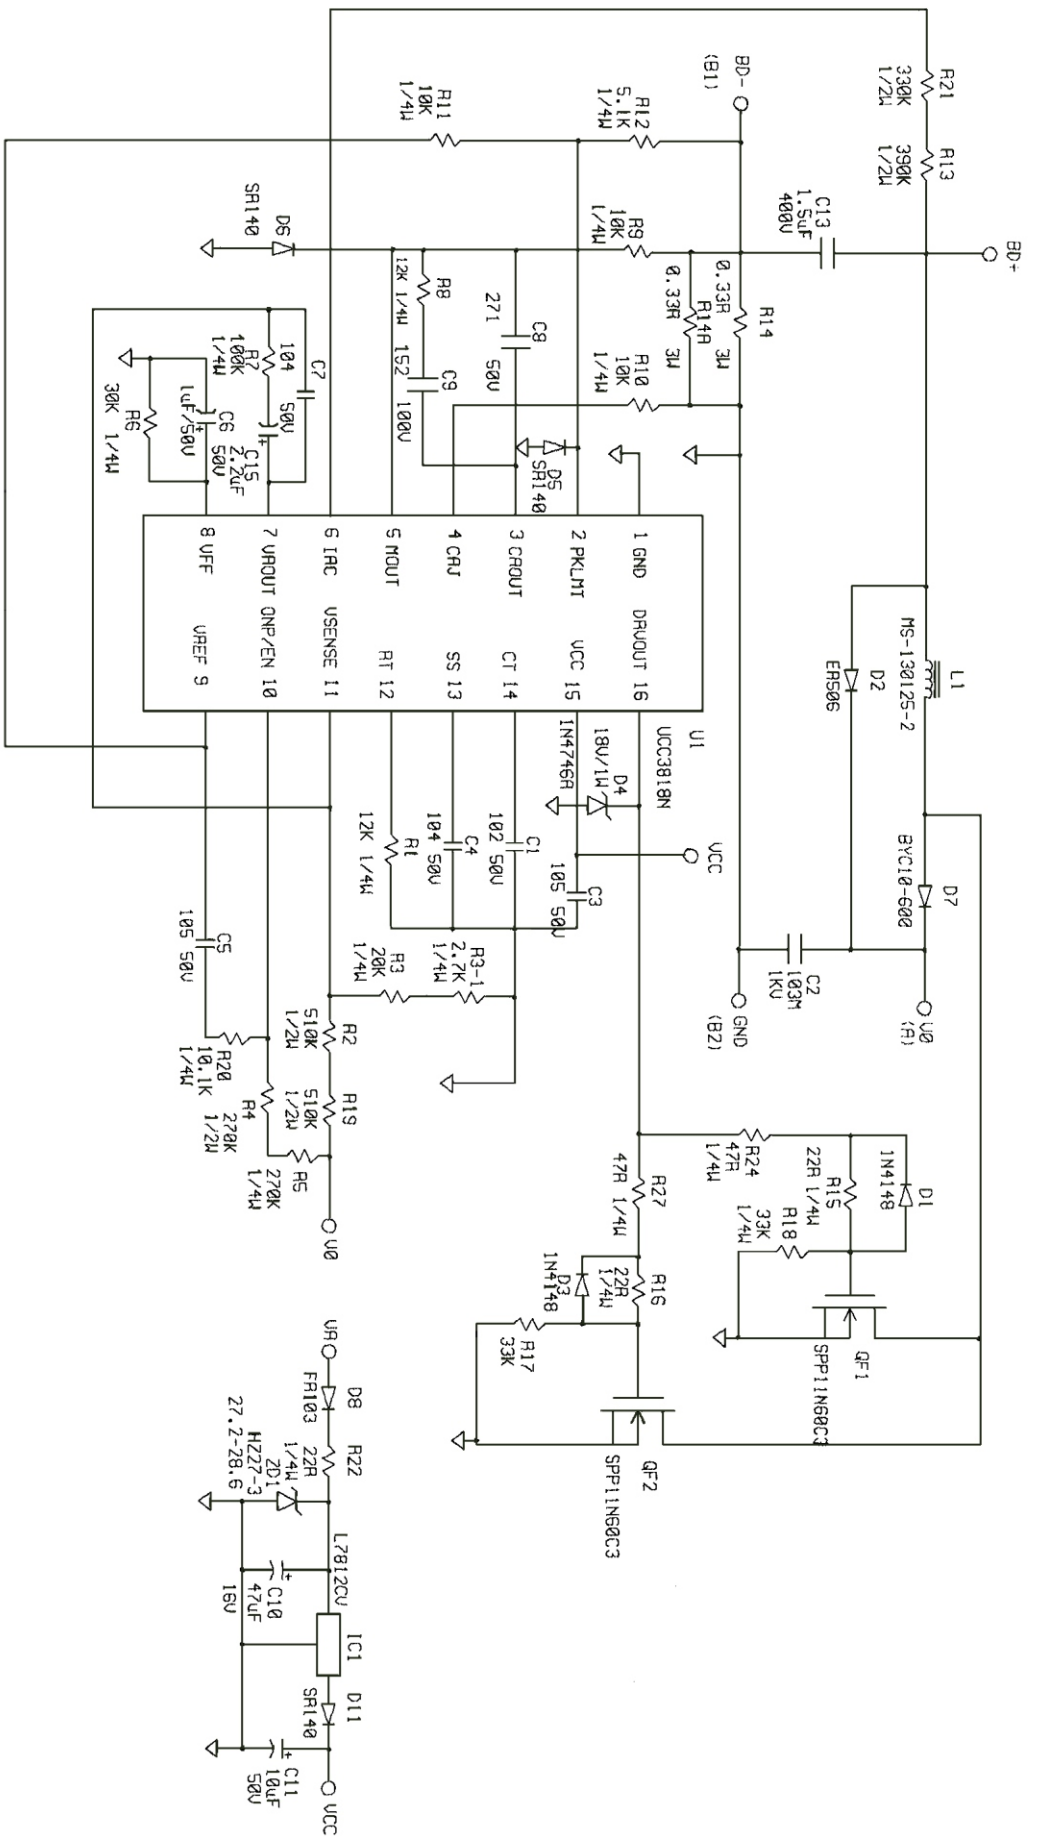 BD+
R21
330K
1/2W
R13
390K
1/2W
BD-
(B1)
C13
1.5uF
400V
R12
5.1K
1/4W
R11
10K
1/4W
R9
10K
1/4W
R14
0.33R 3W
R14A
0.33R 3W
R10
10K
1/4W
D6
SR140
R8
12K 1/4W
C8
271 50V
C9
152 100V
D5
SR140
C7
104 50V
R7
100K
1/4W
C15
2.2uF
50V
C6
1uF/50V
R6
30K 1/4W
1 GND
2 PKLMT
3 CAOUT
4 CAJ
5 MOUT
6 IAC
7 VAOUT
8 VFF
DRVOUT 16
VCC 15
CT 14
SS 13
RT 12
VSENSE 11
ONP/EN 10
VREF 9
U1
UCC3818N
L1
MS-130125-2
D2
ER506
D7
BYC10-600
VO
(A)
C2
103M
1KV
GND
(B2)
D4
18V/1W
1N4746A
VCC
C3
105 50V
C1
102 50V
C4
104 50V
Rt
12K 1/4W
R3-1
2.7K
1/4W
R3
20K
1/4W
C5
105 50V
R2
510K
1/2W
R19
510K
1/2W
R20
10.1K
1/4W
R4
270K
1/2W
R5
270K
1/4W
VO
D1
1N4148
R15
22R 1/4W
R24
47R
1/4W
R18
33K
1/4W
QF1
SPP11N60C3
R27
47R 1/4W
R16
22R
1/4W
D3
1N4148
R17
33K
QF2
SPP11N60C3
VA
D8
FR103
R22
22R
1/4W
ZD1
HZ27-3
27.2-28.6
L7812CV
IC1
C10
47uF
16V
D11
SR140
C11
10uF
50V
VCC